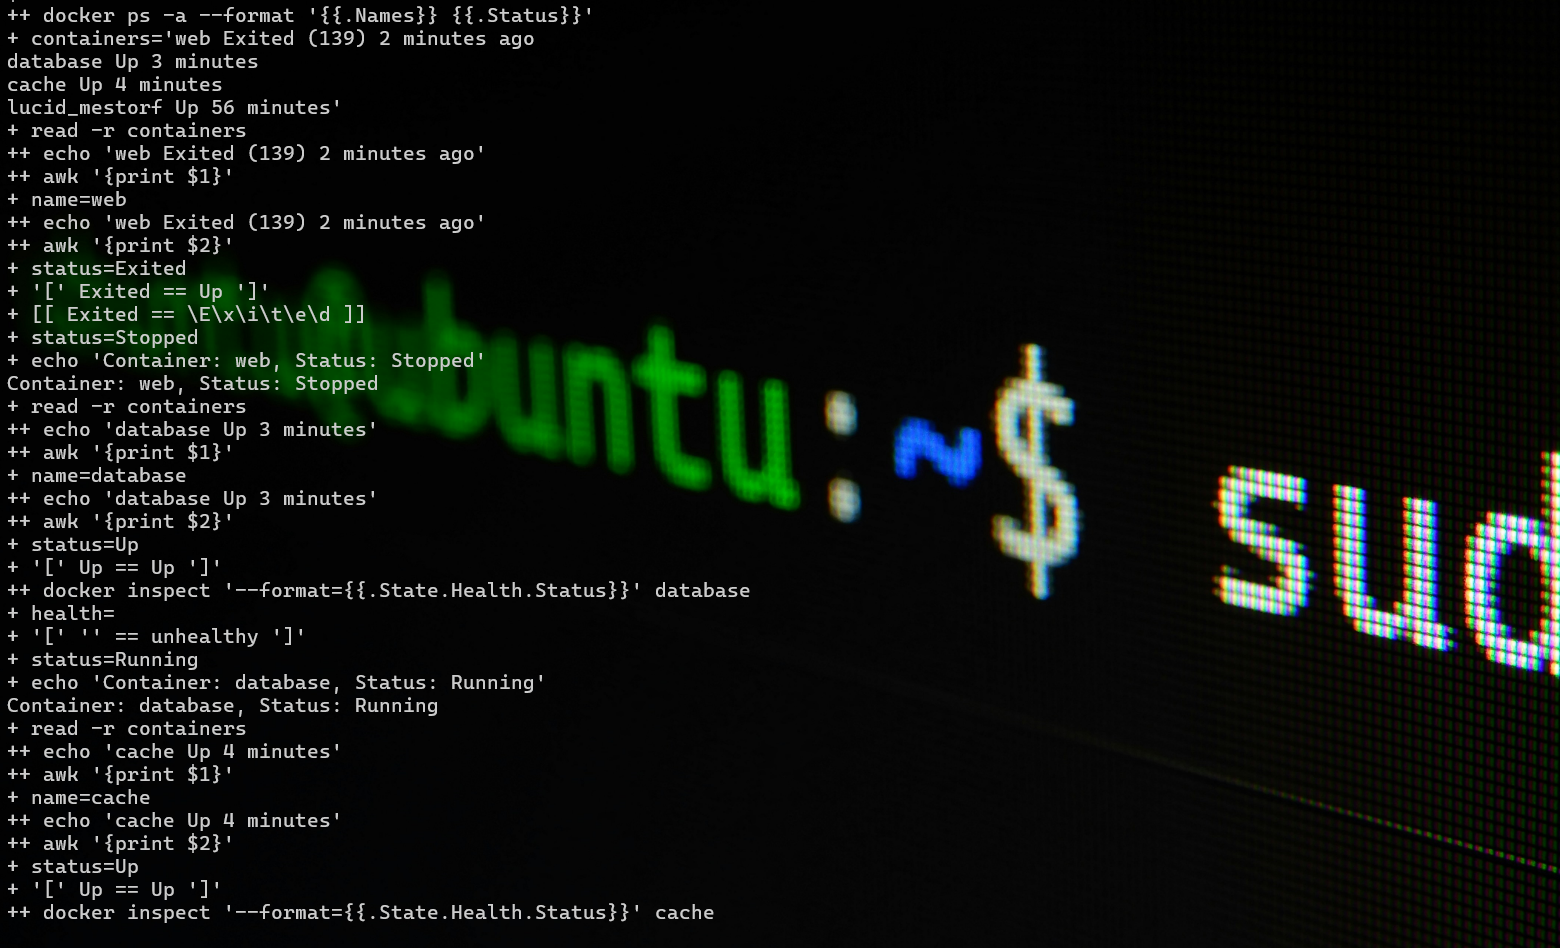 ++ docker ps -a --format '{{.Names}} {{.Status}}'
+ containers='web Exited (139) 2 minutes ago
database Up 3 minutes
cache Up 4 minutes
lucid_mestorf Up 56 minutes'
+ read -r containers
++ echo 'web Exited (139) 2 minutes ago'
++ awk '{print $1}'
+ name=web
++ echo 'web Exited (139) 2 minutes ago'
++ awk '{print $2}'
+ status=Exited
+ '[' Exited == Up ']'
+ [[ Exited == \E\x\i\t\e\d ]]
+ status=Stopped
+ echo 'Container: web, Status: Stopped'
Container: web, Status: Stopped
+ read -r containers
++ echo 'database Up 3 minutes'
++ awk '{print $1}'
+ name=database
++ echo 'database Up 3 minutes'
++ awk '{print $2}'
+ status=Up
+ '[' Up == Up ']'
++ docker inspect '--format={{.State.Health.Status}}' database
+ health=
+ '[' '' == unhealthy ']'
+ status=Running
+ echo 'Container: database, Status: Running'
Container: database, Status: Running
+ read -r containers
++ echo 'cache Up 4 minutes'
++ awk '{print $1}'
+ name=cache
++ echo 'cache Up 4 minutes'
++ awk '{print $2}'
+ status=Up
+ '[' Up == Up ']'
++ docker inspect '--format={{.State.Health.Status}}' cache
ubuntu:~$ sud